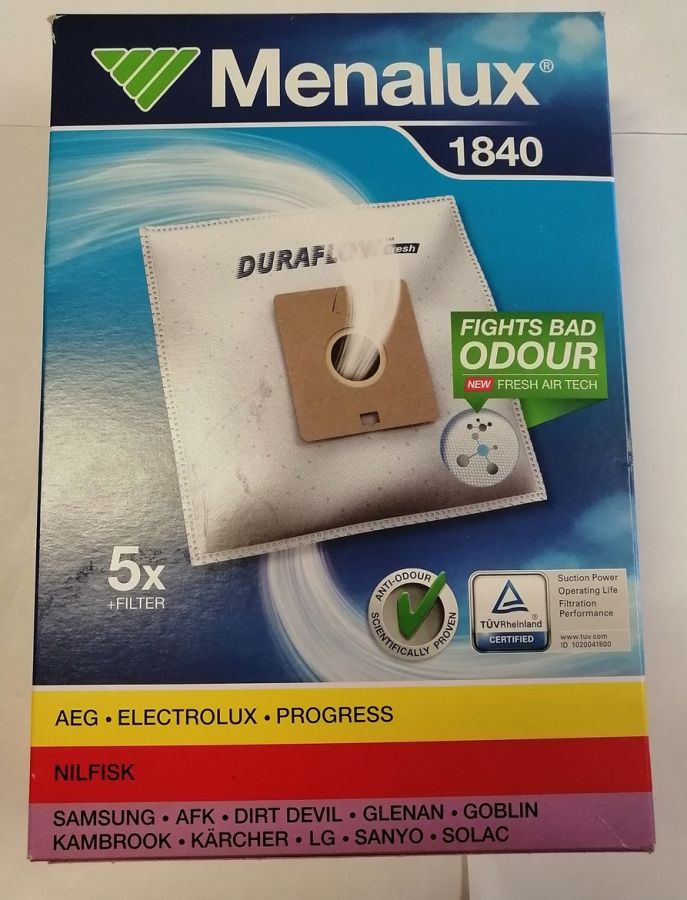 Menalux®
1840
DURAFLOW™ fresh
FIGHTS BAD
ODOUR
NEW FRESH AIR TECH
5x
+FILTER
ANTI-ODOUR
SCIENTIFICALLY PROVEN
TÜVRheinland®
CERTIFIED
Suction Power
Operating Life
Filtration
Performance
www.tuv.com
ID 1020041800
AEG • ELECTROLUX • PROGRESS
NILFISK
SAMSUNG • AFK • DIRT DEVIL • GLENAN • GOBLIN
KAMBROOK • KÄRCHER • LG • SANYO • SOLAC